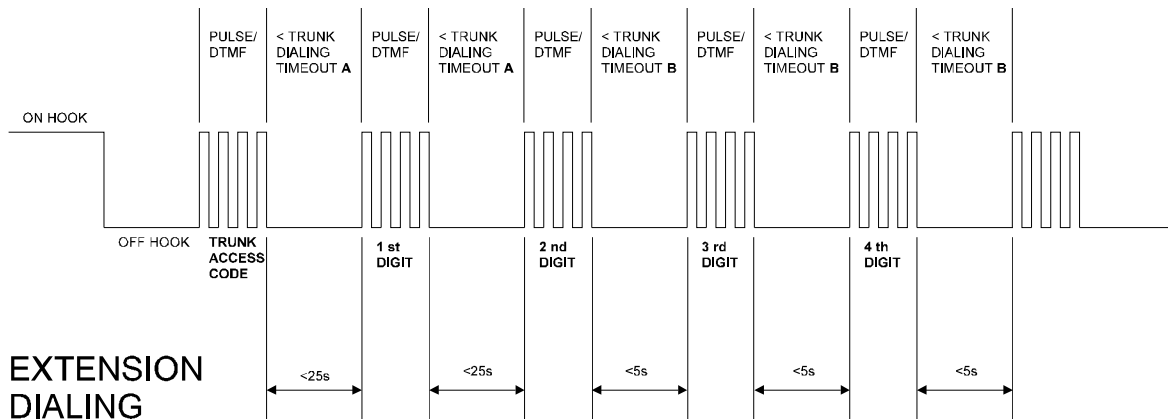 PULSE/ DTMF
< TRUNK DIALING TIMEOUT A
PULSE/ DTMF
< TRUNK DIALING TIMEOUT A
PULSE/ DTMF
< TRUNK DIALING TIMEOUT B
PULSE/ DTMF
< TRUNK DIALING TIMEOUT B
PULSE/ DTMF
< TRUNK DIALING TIMEOUT B
ON HOOK
OFF HOOK
TRUNK ACCESS CODE
1 st DIGIT
2 nd DIGIT
3 rd DIGIT
4 th DIGIT
EXTENSION
DIALING
<25s
<25s
<5s
<5s
<5s